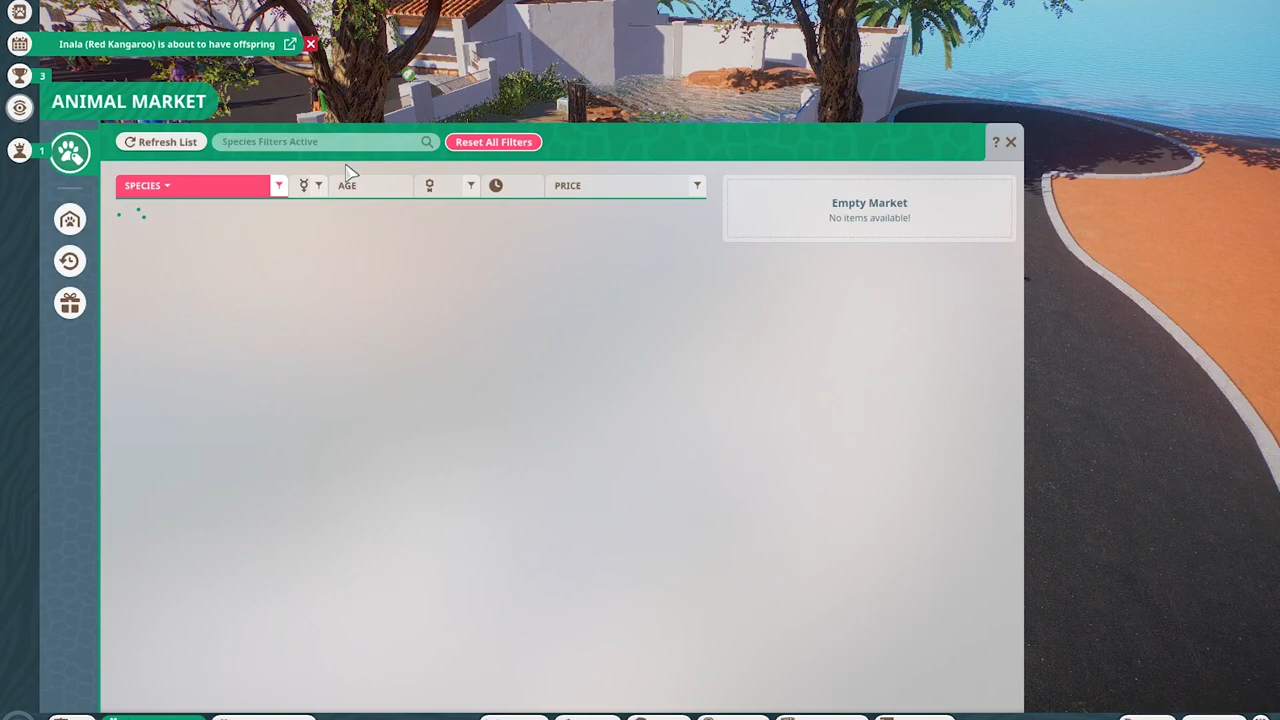 Inala (Red Kangaroo) is about to have offspring
3
ANIMAL MARKET
1
Refresh List
Species Filters Active
Reset All Filters
?
SPECIES
AGE
PRICE
Empty Market
No items available!